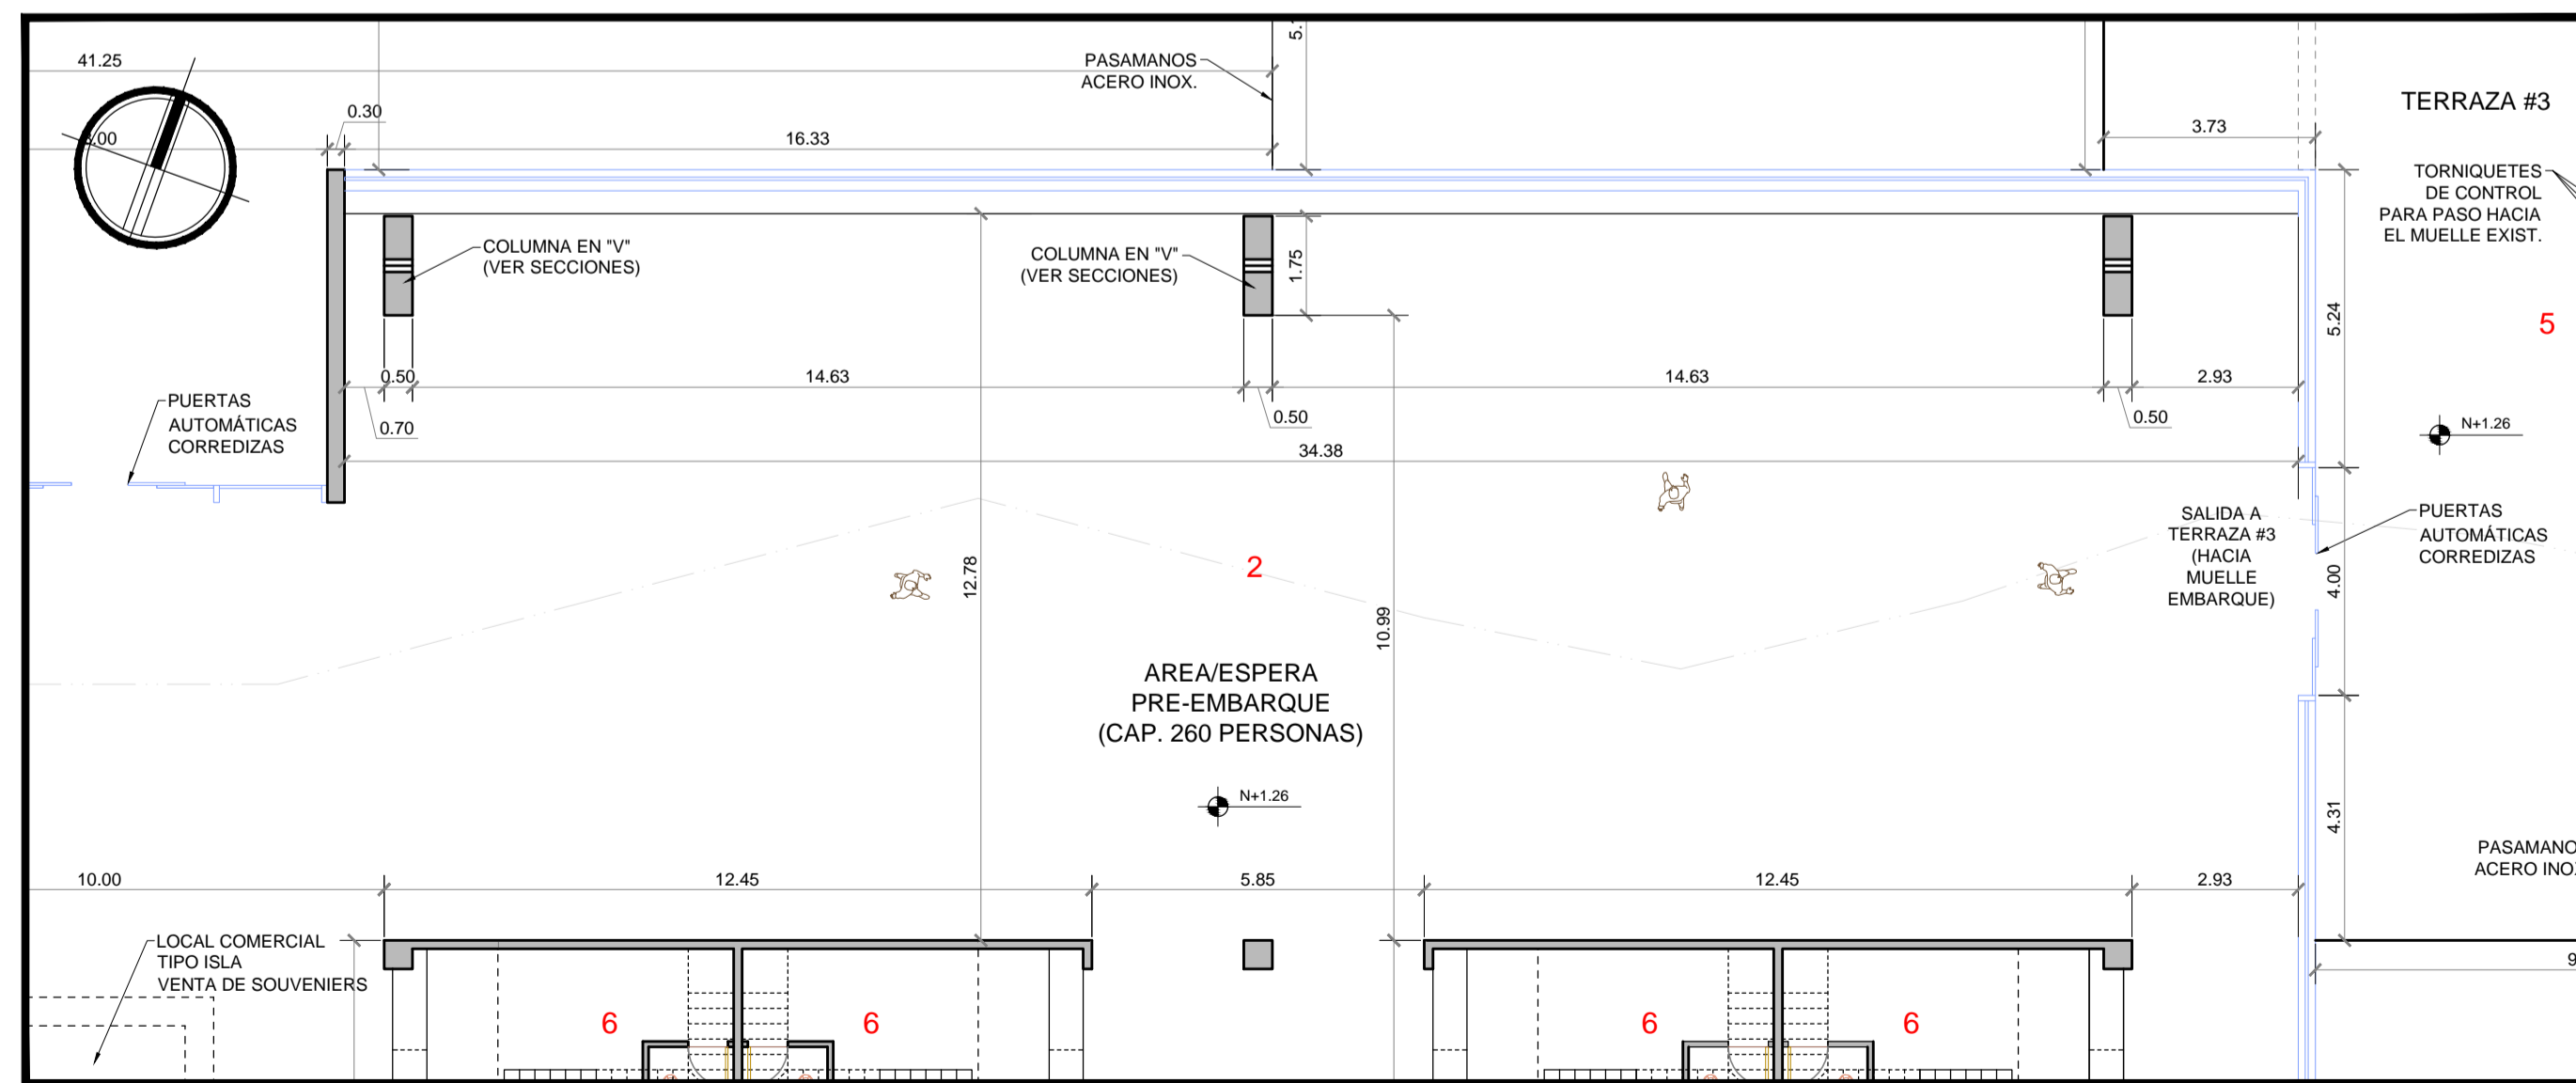 41.25
PASAMANOS
ACERO INOX.
5.
TERRAZA #3
0.30
.00
16.33
3.73
TORNIQUETES
DE CONTROL
PARA PASO HACIA
EL MUELLE EXIST.
COLUMNA EN "V"
(VER SECCIONES)
COLUMNA EN "V"
(VER SECCIONES)
1.75
5.24
5
0.50
14.63
14.63
2.93
0.70
0.50
0.50
PUERTAS
AUTOMÁTICAS
CORREDIZAS
34.38
N+1.26
SALIDA A
TERRAZA #3
(HACIA
MUELLE
EMBARQUE)
PUERTAS
AUTOMÁTICAS
CORREDIZAS
2
12.78
10.99
4.00
AREA/ESPERA
PRE-EMBARQUE
(CAP. 260 PERSONAS)
N+1.26
4.31
PASAMANO
ACERO INO
10.00
12.45
5.85
12.45
2.93
LOCAL COMERCIAL
TIPO ISLA
VENTA DE SOUVENIERS
9
6
6
6
6